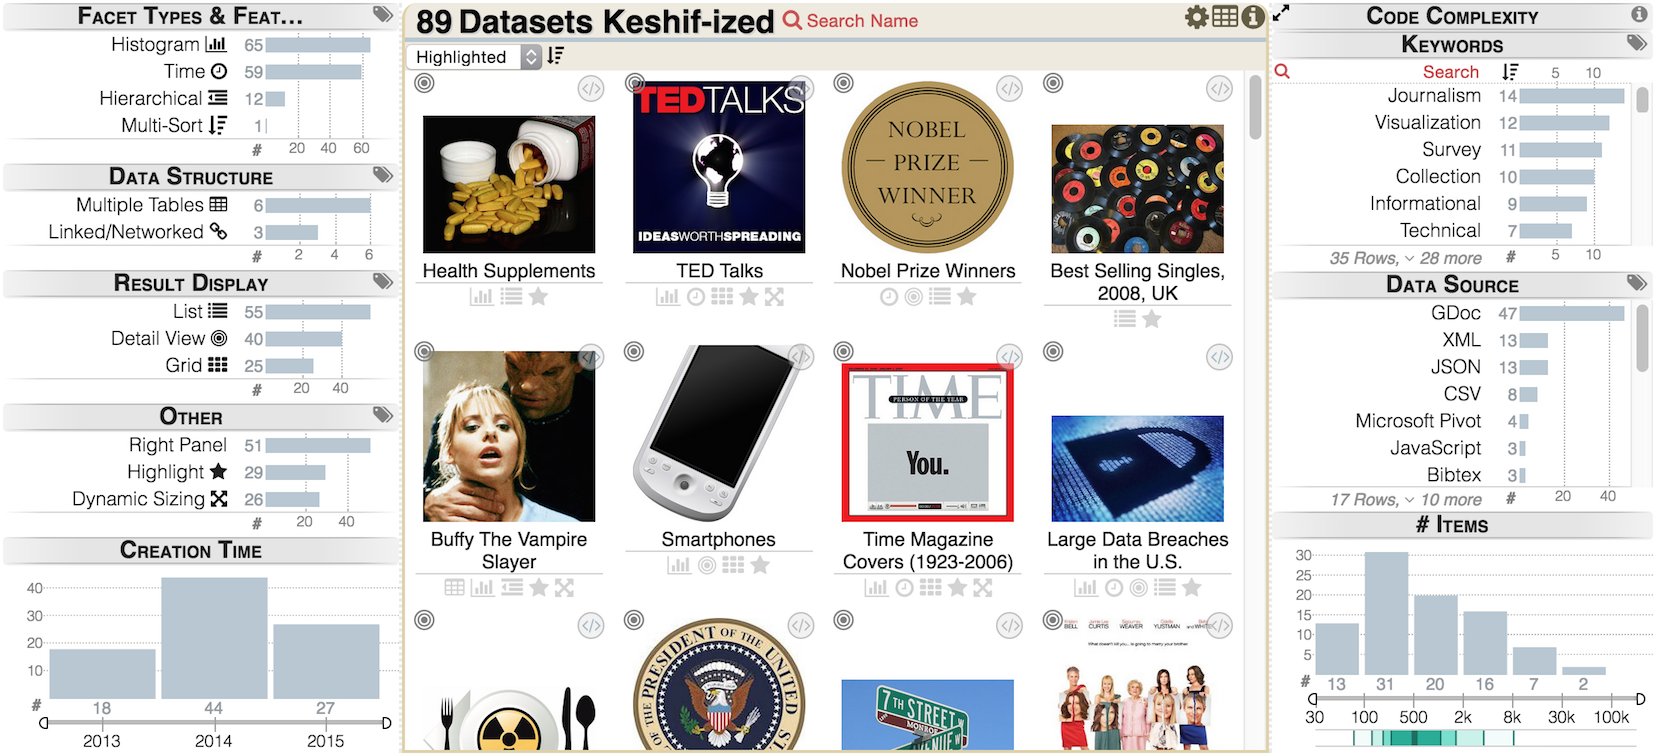 Facet Types & Feat...
Histogram 65
Time 59
Hierarchical 12
Multi-Sort 1
# 20 40 60
Data Structure
Multiple Tables 6
Linked/Networked 3
# 2 4 6
Result Display
List 55
Detail View 40
Grid 25
# 20 40
Other
Right Panel 51
Highlight 29
Dynamic Sizing 26
# 20 40
Creation Time
40
30
20
10
# 18 44 27
2013 2014 2015
89 Datasets Keshif-ized Search Name
Highlighted
TEDTALKS
IDEASWORTHSPREADING
NOBEL
PRIZE
WINNER
Health Supplements
TED Talks
Nobel Prize Winners
Best Selling Singles,
2008, UK
TIME
PERSON OF THE YEAR
You.
Buffy The Vampire
Slayer
Smartphones
Time Magazine
Covers (1923-2006)
Large Data Breaches
in the U.S.
PRESIDENT OF THE UNITED
7TH STREET
BELL CURTIS WEAVER YUSTMAN and WHITE
Code Complexity
Keywords
Search 5 10
Journalism 14
Visualization 12
Survey 11
Collection 10
Informational 9
Technical 7
35 Rows, 28 more # 5 10
Data Source
GDoc 47
XML 13
JSON 13
CSV 8
Microsoft Pivot 4
JavaScript 3
Bibtex 3
17 Rows, 10 more # 20 40
# Items
30
25
20
15
10
5
# 13 31 20 16 7 2
30 100 500 2k 8k 30k 100k